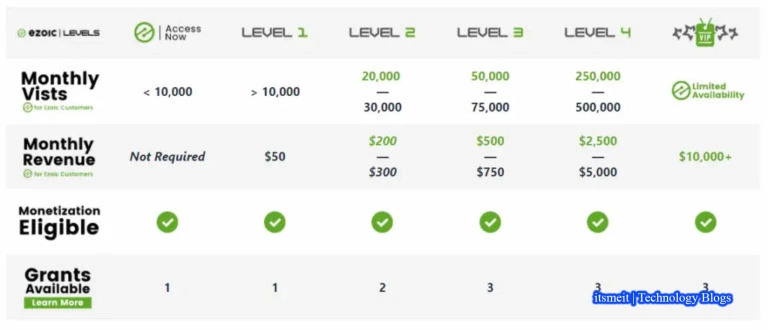 ezoic | LEVELS
Access Now
LEVEL 1
LEVEL 2
LEVEL 3
LEVEL 4
VIP
Monthly Vists
for Ezoic Customers
< 10,000
> 10,000
20,000 — 30,000
50,000 — 75,000
250,000 — 500,000
Limited Availability
Monthly Revenue
for Ezoic Customers
Not Required
$50
$200 — $300
$500 — $750
$2,500 — $5,000
$10,000+
Monetization Eligible
Grants Available
Learn More
1
1
2
3
3
3
itsmeit | Technology Blogs